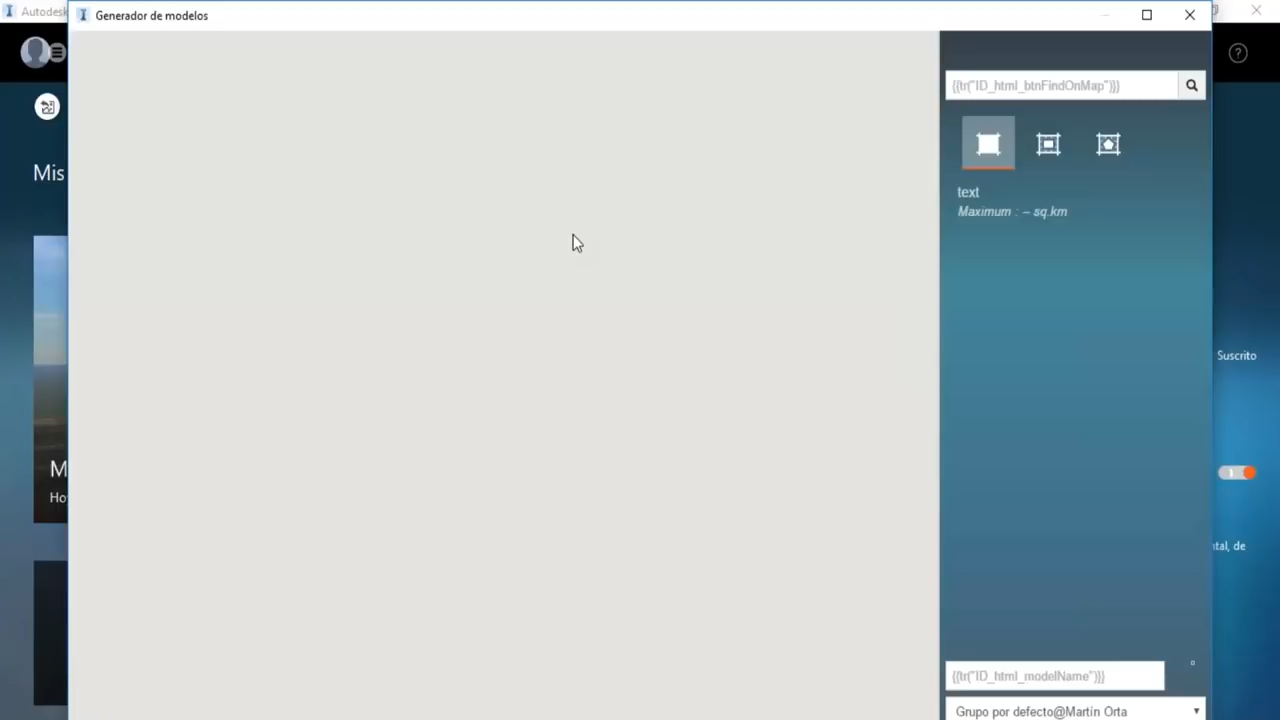 Autodesk
Generador de modelos
{{tr("ID_html_btnFindOnMap")}}
Mis
text
Maximum : – sq.km
Suscrito
M
Ho
ntal, de
{{tr("ID_html_modelName")}}
Grupo por defecto@Martín Orta